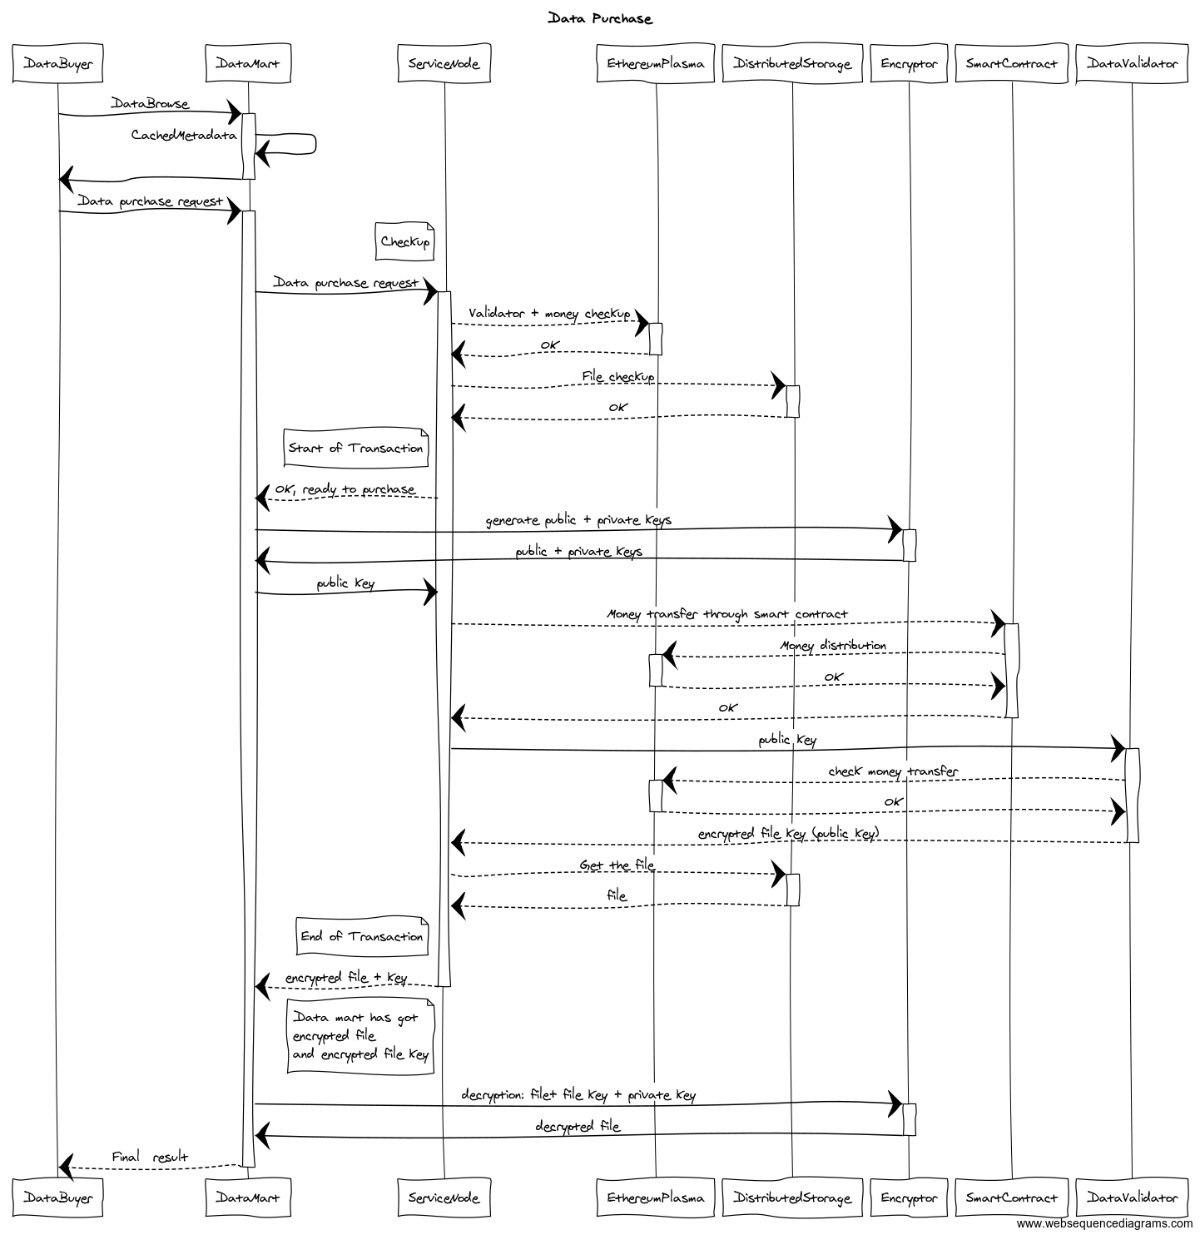 Data Purchase
DataBuyer DataMart ServiceNode EthereumPlasma DistributedStorage Encryptor SmartContract DataValidator
DataBrowse
CachedMetadata
Data purchase request
Checkup
Data purchase request
Validator + money checkup
OK
File checkup
OK
Start of Transaction
OK, ready to purchase
generate public + private keys
public + private keys
public key
Money transfer through smart contract
Money distribution
OK
OK
public key
check money transfer
OK
encrypted file key (public key)
Get the file
file
End of Transaction
encrypted file + key
Data mart has got
encrypted file
and encrypted file key
decryption: file+ file key + private key
decrypted file
Final result
DataBuyer DataMart ServiceNode EthereumPlasma DistributedStorage Encryptor SmartContract DataValidator
www.websequencediagrams.com